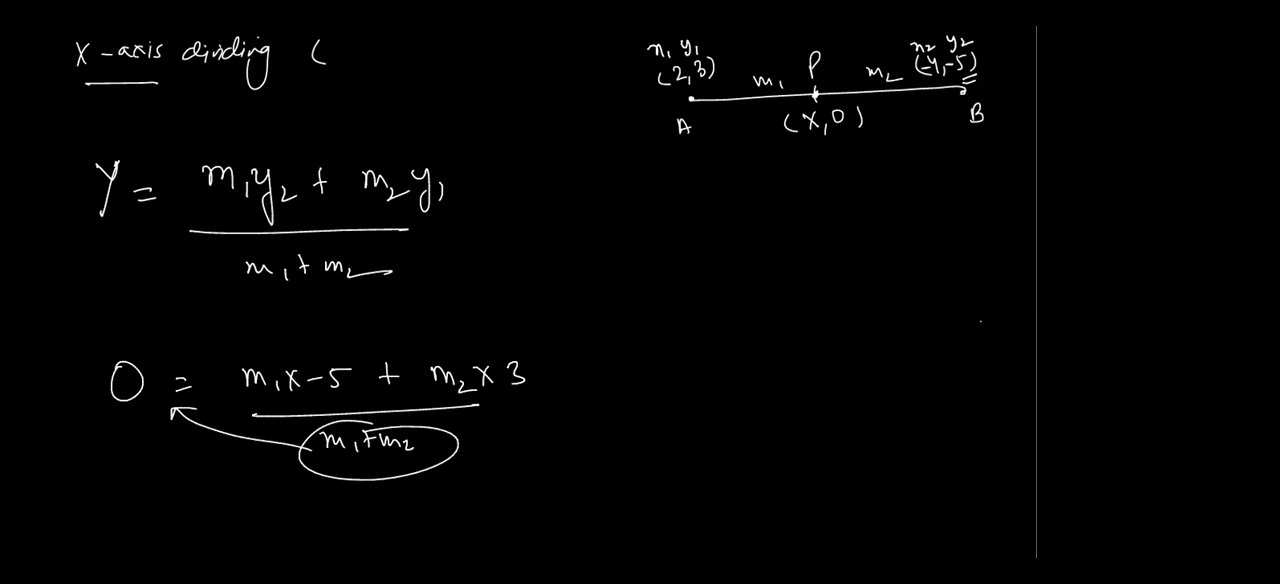 X-axis dividing (
x₁ y₁
(2,3)
m₁ P m₂
x₂ y₂
(-4,-5)
A (x,0) B
Y = m₁y₂ + m₂y₁
m₁ + m₂
0 = m₁x-5 + m₂x3
m₁+m₂